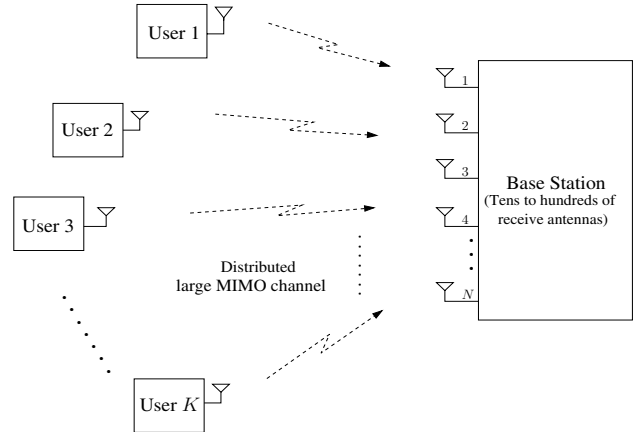 User 1
User 2
User 3
User K
Distributed
large MIMO channel
1
2
3
4
N
Base Station
(Tens to hundreds of
receive antennas)